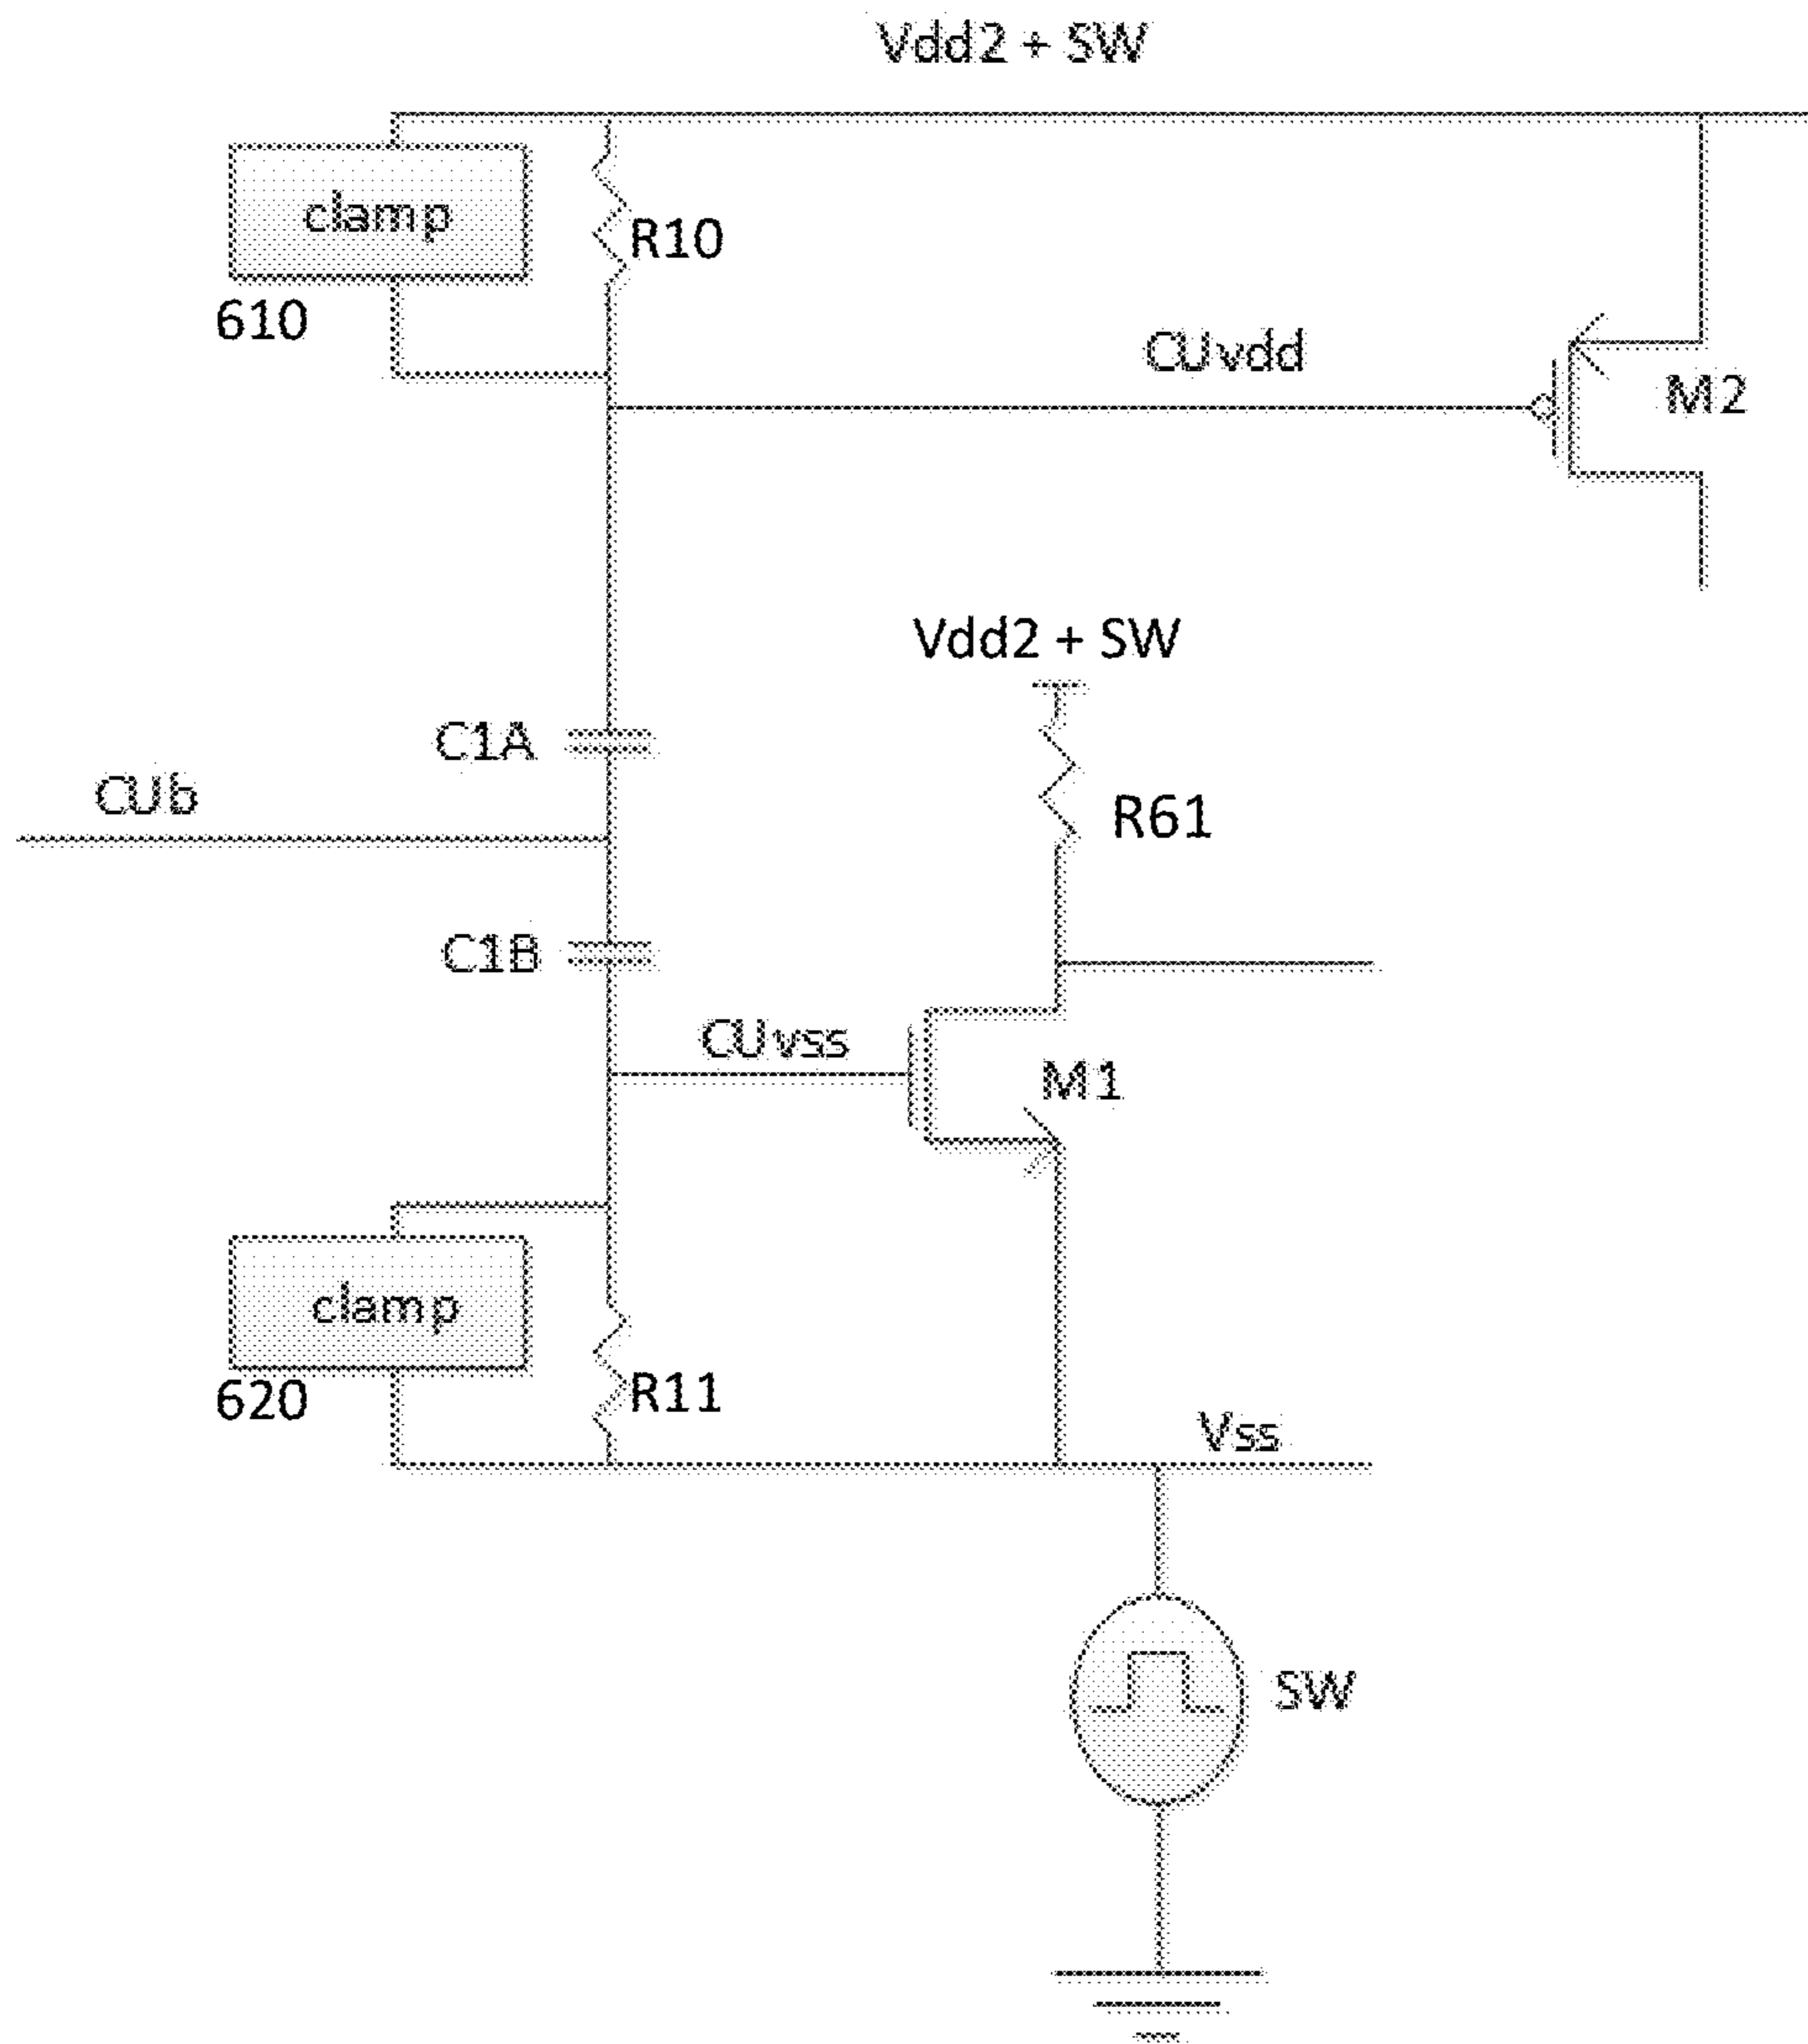 Vdd2 + SW
clamp
R10
610
CUvdd
M2
Vdd2 + SW
C1A
CUb
R61
C1B
CUvss
M1
clamp
620
R11
Vss
SW